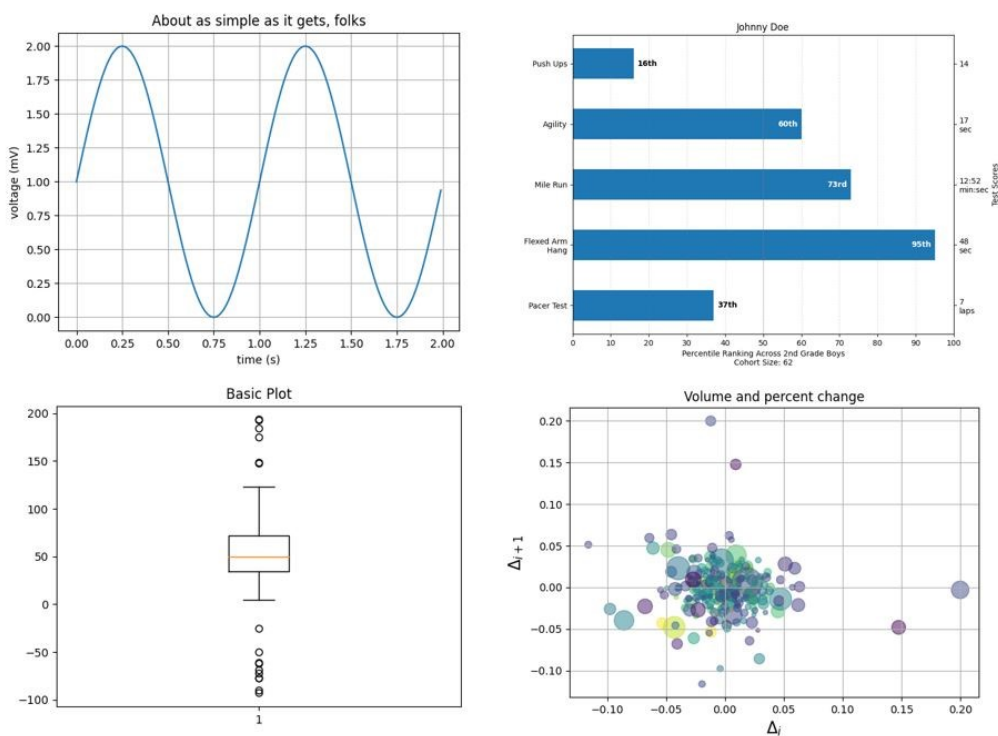 About as simple as it gets, folks
2.00
1.75
1.50
1.25
1.00
0.75
0.50
0.25
0.00
voltage (mV)
0.00 0.25 0.50 0.75 1.00 1.25 1.50 1.75 2.00
time (s)
Johnny Doe
Push Ups 16th 14
Agility 60th 17
sec
Mile Run 73rd 12:52
min:sec
Flexed Arm
Hang 95th 48
sec
Pacer Test 37th 7
laps
Test Scores
0 10 20 30 40 50 60 70 80 90 100
Percentile Ranking Across 2nd Grade Boys
Cohort Size: 62
Basic Plot
200
150
100
50
0
−50
−100
1
Volume and percent change
0.20
0.15
0.10
0.05
0.00
−0.05
−0.10
Δi+1
−0.10 −0.05 0.00 0.05 0.10 0.15 0.20
Δi